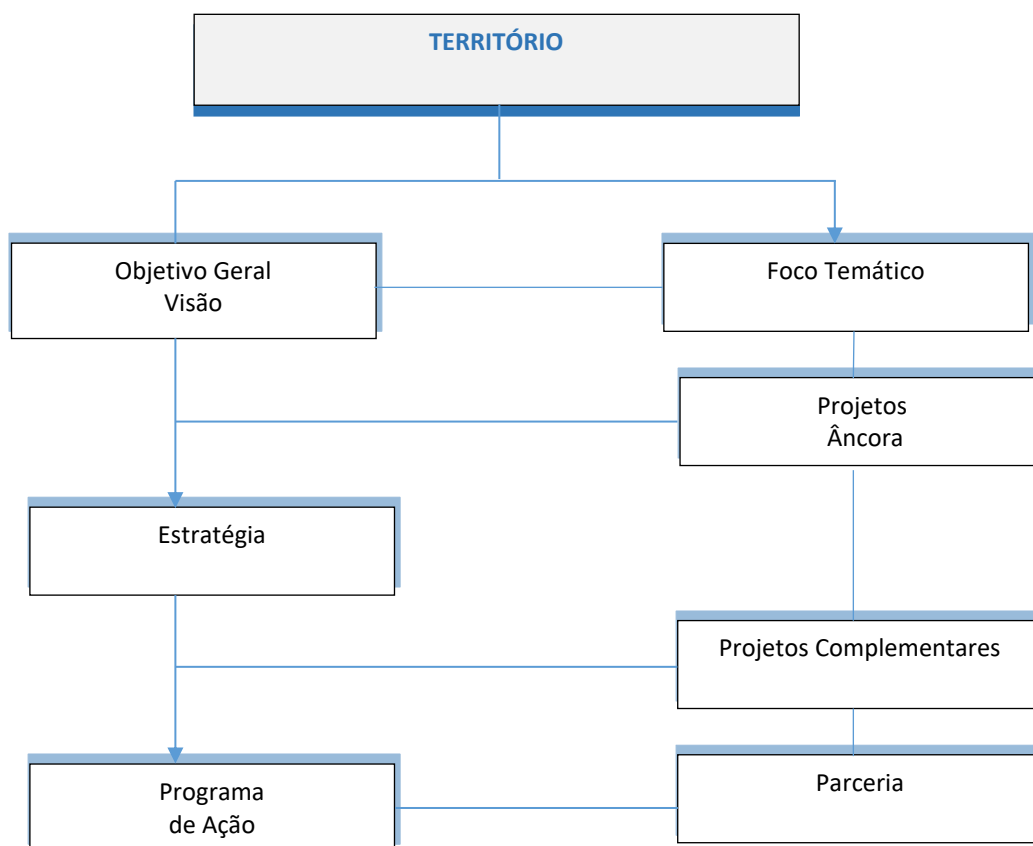 TERRITÓRIO
Objetivo Geral
Visão
Foco Temático
Projetos
Âncora
Estratégia
Projetos Complementares
Programa
de Ação
Parceria